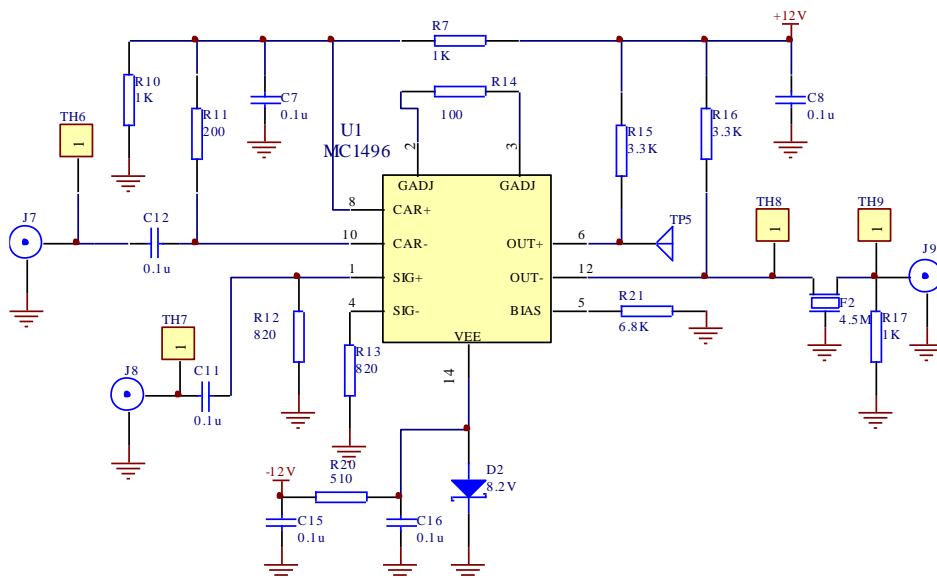 +12V
R7
1K
R10
1K
R11
200
C7
0.1u
R14
100
R15
3.3K
R16
3.3K
C8
0.1u
TH6
1
U1
MC1496
2
3
GADJ
GADJ
8
CAR+
10
CAR-
1
SIG+
4
SIG-
6
OUT+
12
OUT-
5
BIAS
VEE
14
J7
C12
0.1u
TP5
TH8
1
TH9
1
J9
R21
6.8K
F2
4.5M
R17
1K
R12
820
R13
820
TH7
1
J8
C11
0.1u
-12V
R20
510
D2
8.2V
C15
0.1u
C16
0.1u